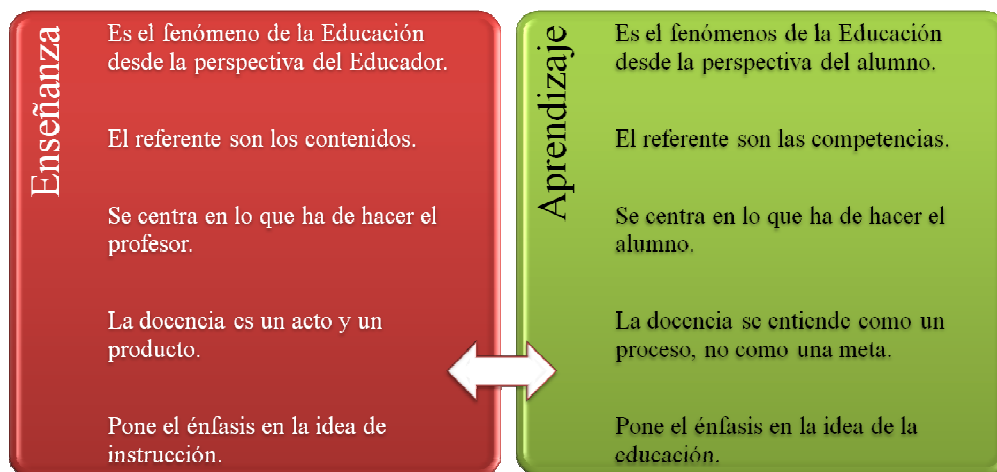 Enseñanza
Es el fenómeno de la Educación
desde la perspectiva del Educador.
El referente son los contenidos.
Se centra en lo que ha de hacer el
profesor.
La docencia es un acto y un
producto.
Pone el énfasis en la idea de
instrucción.
Aprendizaje
Es el fenómenos de la Educación
desde la perspectiva del alumno.
El referente son las competencias.
Se centra en lo que ha de hacer el
alumno.
La docencia se entiende como un
proceso, no como una meta.
Pone el énfasis en la idea de la
educación.